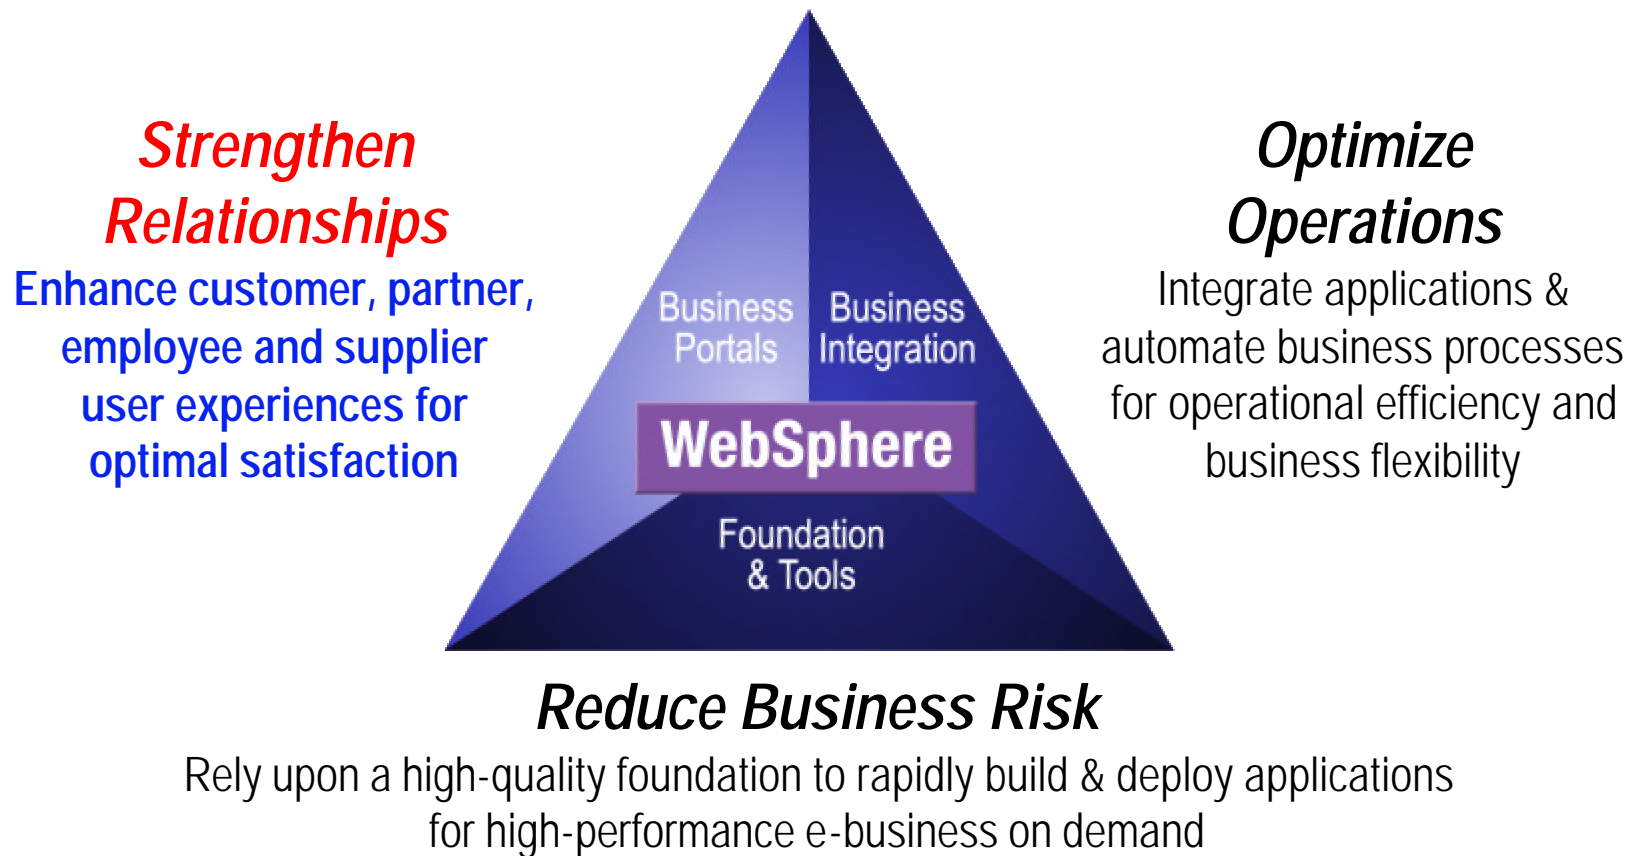 Strengthen
Relationships
Enhance customer, partner,
employee and supplier
user experiences for
optimal satisfaction
Business
Portals
Business
Integration
WebSphere
Foundation
& Tools
Optimize
Operations
Integrate applications &
automate business processes
for operational efficiency and
business flexibility
Reduce Business Risk
Rely upon a high-quality foundation to rapidly build & deploy applications
for high-performance e-business on demand